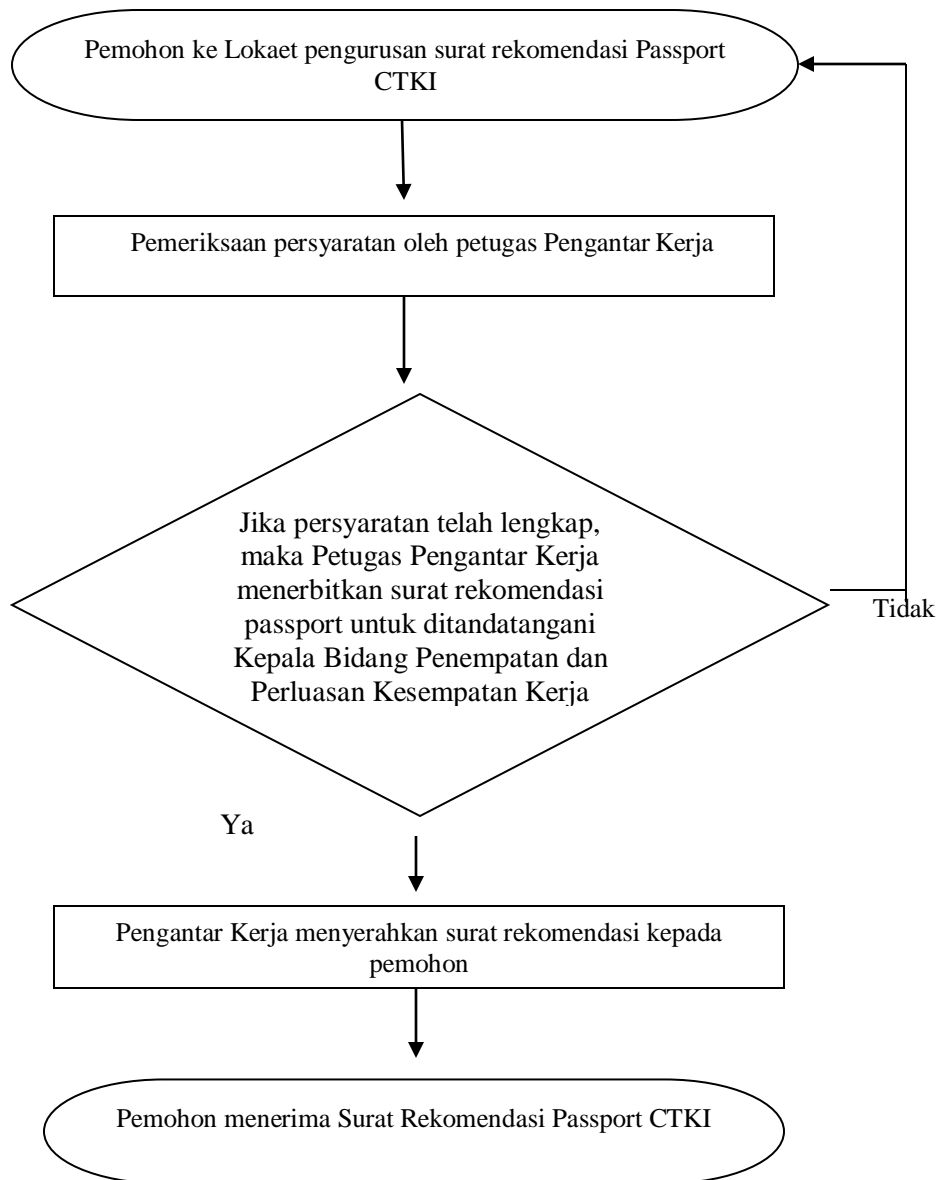 Pemohon ke Lokaet pengurusan surat rekomendasi Passport
CTKI
Pemeriksaan persyaratan oleh petugas Pengantar Kerja
Jika persyaratan telah lengkap,
maka Petugas Pengantar Kerja
menerbitkan surat rekomendasi
passport untuk ditandatangani
Kepala Bidang Penempatan dan
Perluasan Kesempatan Kerja
Tidak
Ya
Pengantar Kerja menyerahkan surat rekomendasi kepada
pemohon
Pemohon menerima Surat Rekomendasi Passport CTKI